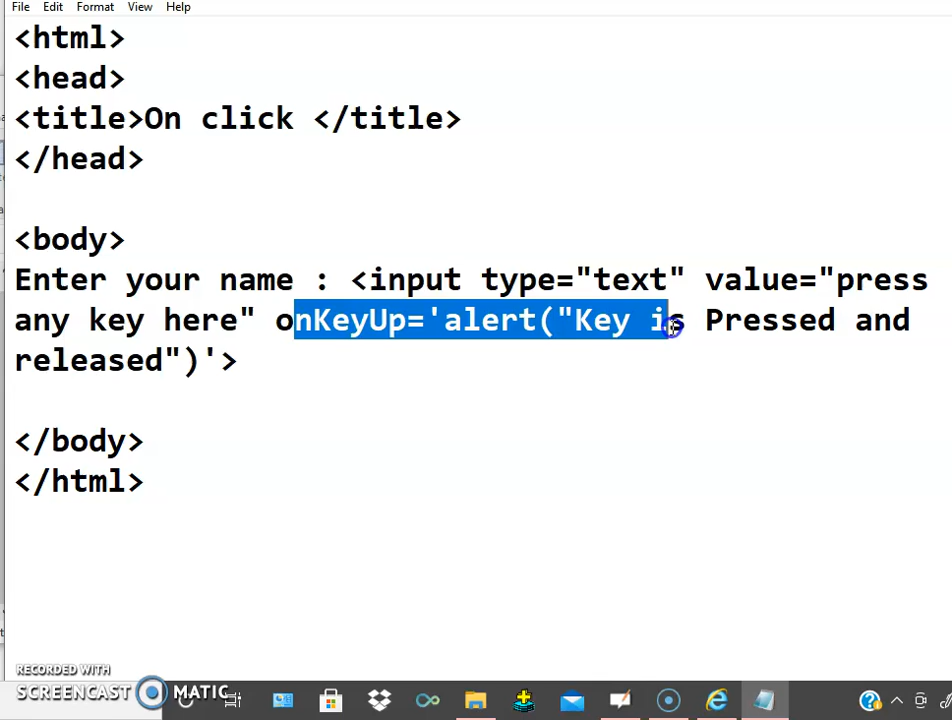 File Edit Format View Help
<html>
<head>
<title>On click </title>
</head>
<body>
Enter your name : <input type="text" value="press
any key here" onKeyUp='alert("Key is Pressed and
released")'>
</body>
</html>
RECORDED WITH
SCREENCAST MATIC